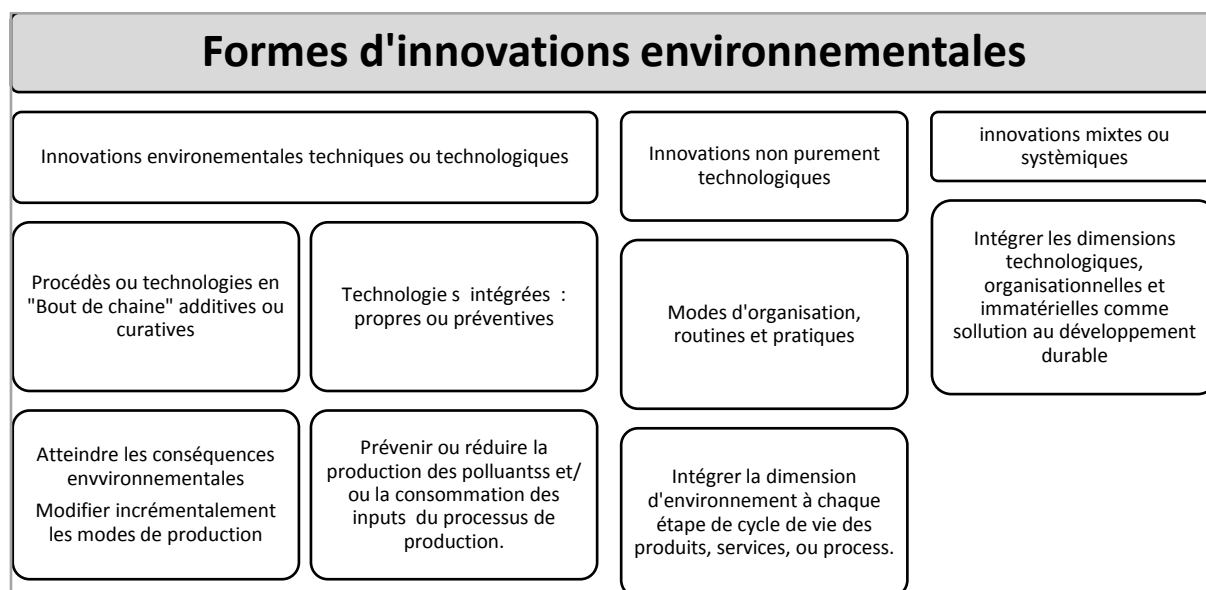 Formes d'innovations environnementales
Innovations environementales techniques ou technologiques
Procédès ou technologies en
"Bout de chaine" additives ou
curatives
Atteindre les conséquences
envvironnementales
Modifier incrémentalement
les modes de production
Technologie s  intégrées  :
propres ou préventives
Prévenir ou réduire la
production des polluantss et/
ou la consommation des
inputs  du processus de
production.
Innovations non purement
technologiques
Modes d'organisation,
routines et pratiques
Intégrer la dimension
d'environnement à chaque
étape de cycle de vie des
produits, services, ou process.
innovations mixtes ou
systèmiques
Intégrer les dimensions
technologiques,
organisationnelles et
immatérielles comme
sollution au développement
durable